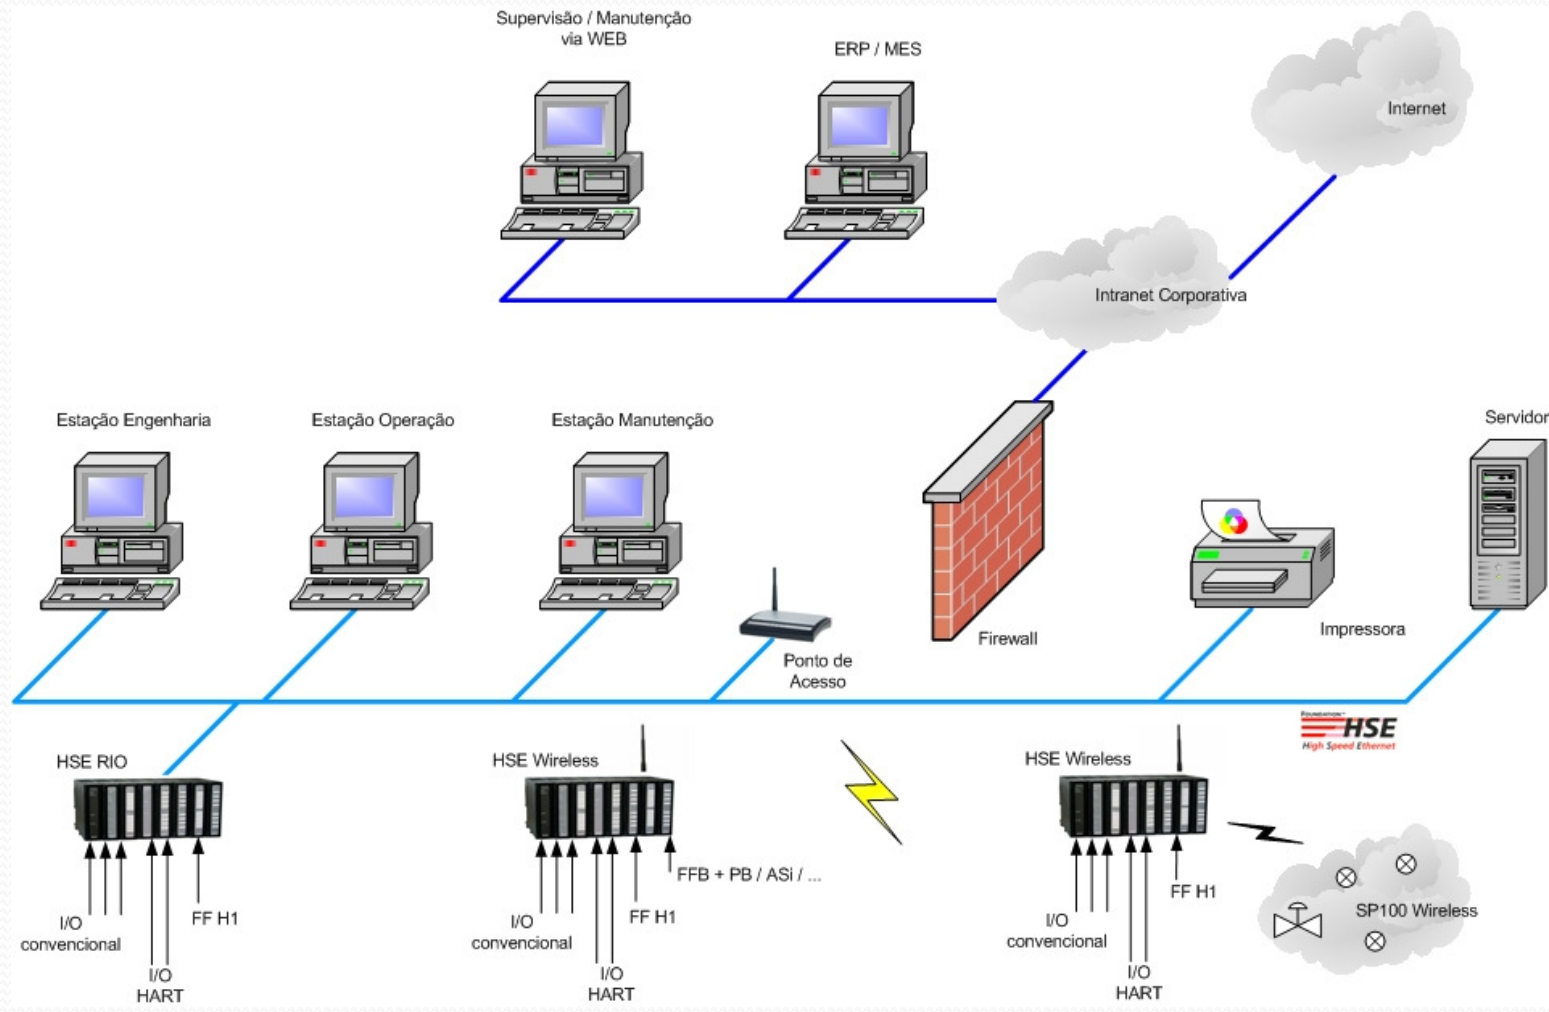 Supervisão / Manutenção
via WEB
ERP / MES
Internet
Intranet Corporativa
Estação Engenharia
Estação Operação
Estação Manutenção
Servidor
Firewall
Impressora
Ponto de
Acesso
FOUNDATION™
HSE
High Speed Ethernet
HSE RIO
HSE Wireless
HSE Wireless
I/O
convencional
I/O
HART
FF H1
I/O
convencional
I/O
HART
FF H1
FFB + PB / ASi / ...
I/O
convencional
I/O
HART
FF H1
SP100 Wireless